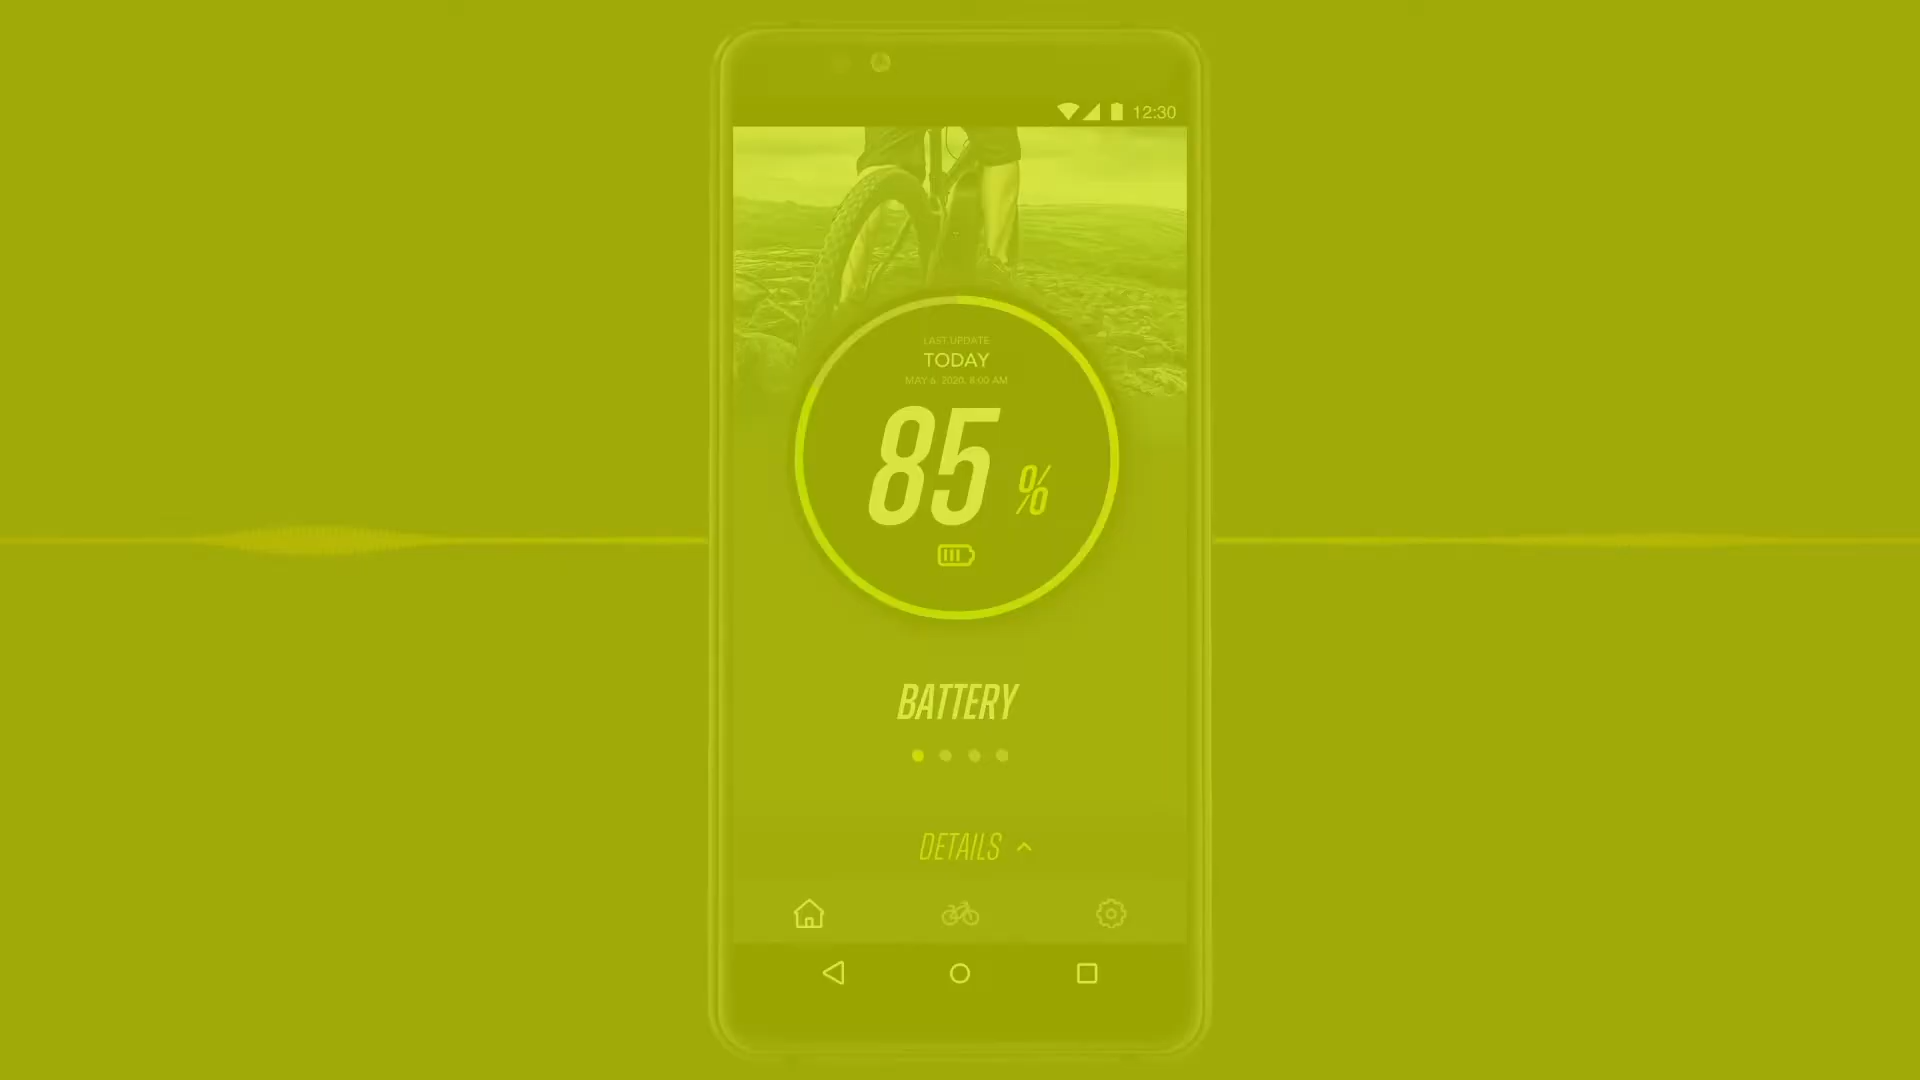 12:30
LAST UPDATE
TODAY
MAY 6, 2020, 8:00 AM
85 %
BATTERY
DETAILS